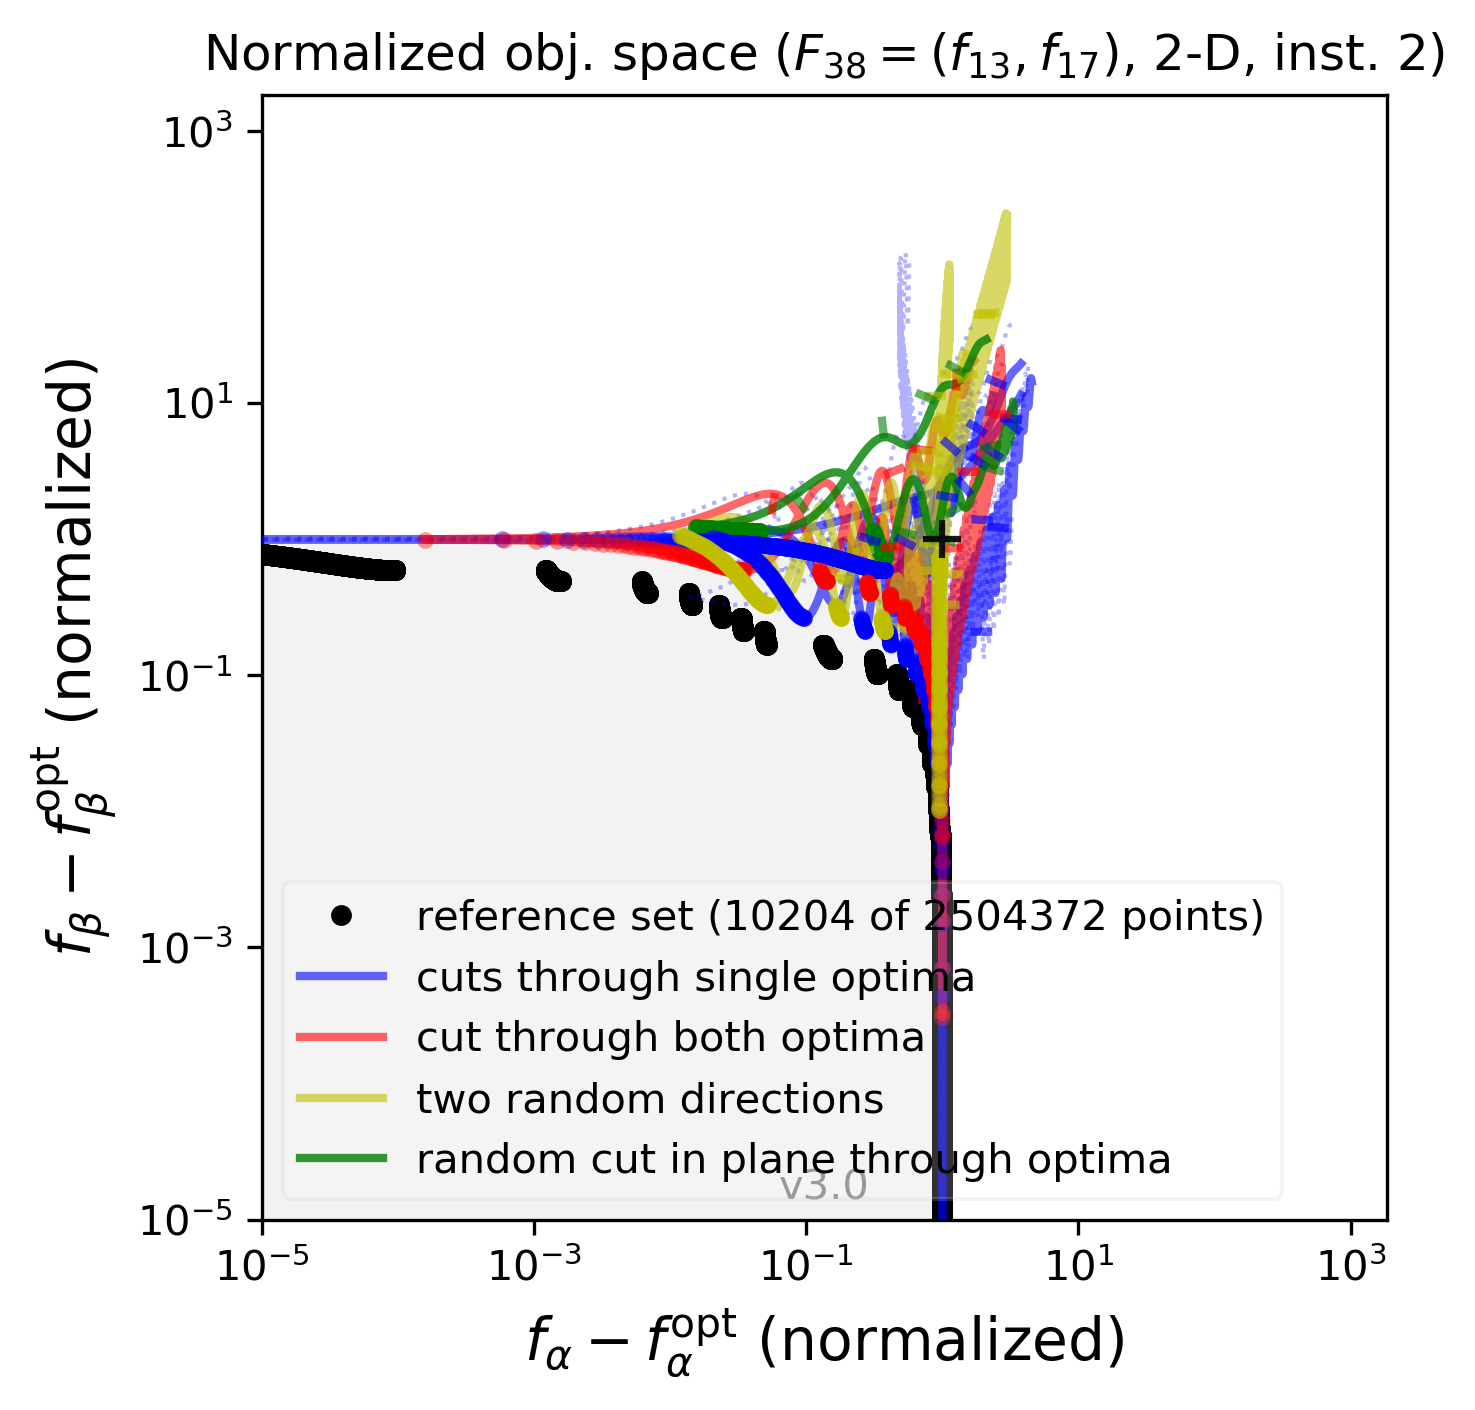 Normalized obj. space ($F_{38} = (f_{13}, f_{17})$, 2-D, inst. 2)
$f_\beta - f_\beta^{\mathrm{opt}}$ (normalized)
$10^3$
$10^1$
$10^{-1}$
$10^{-3}$
$10^{-5}$
reference set (10204 of 2504372 points)
cuts through single optima
cut through both optima
two random directions
random cut in plane through optima
v3.0
$10^{-5}$ $10^{-3}$ $10^{-1}$ $10^1$ $10^3$
$f_\alpha - f_\alpha^{\mathrm{opt}}$ (normalized)